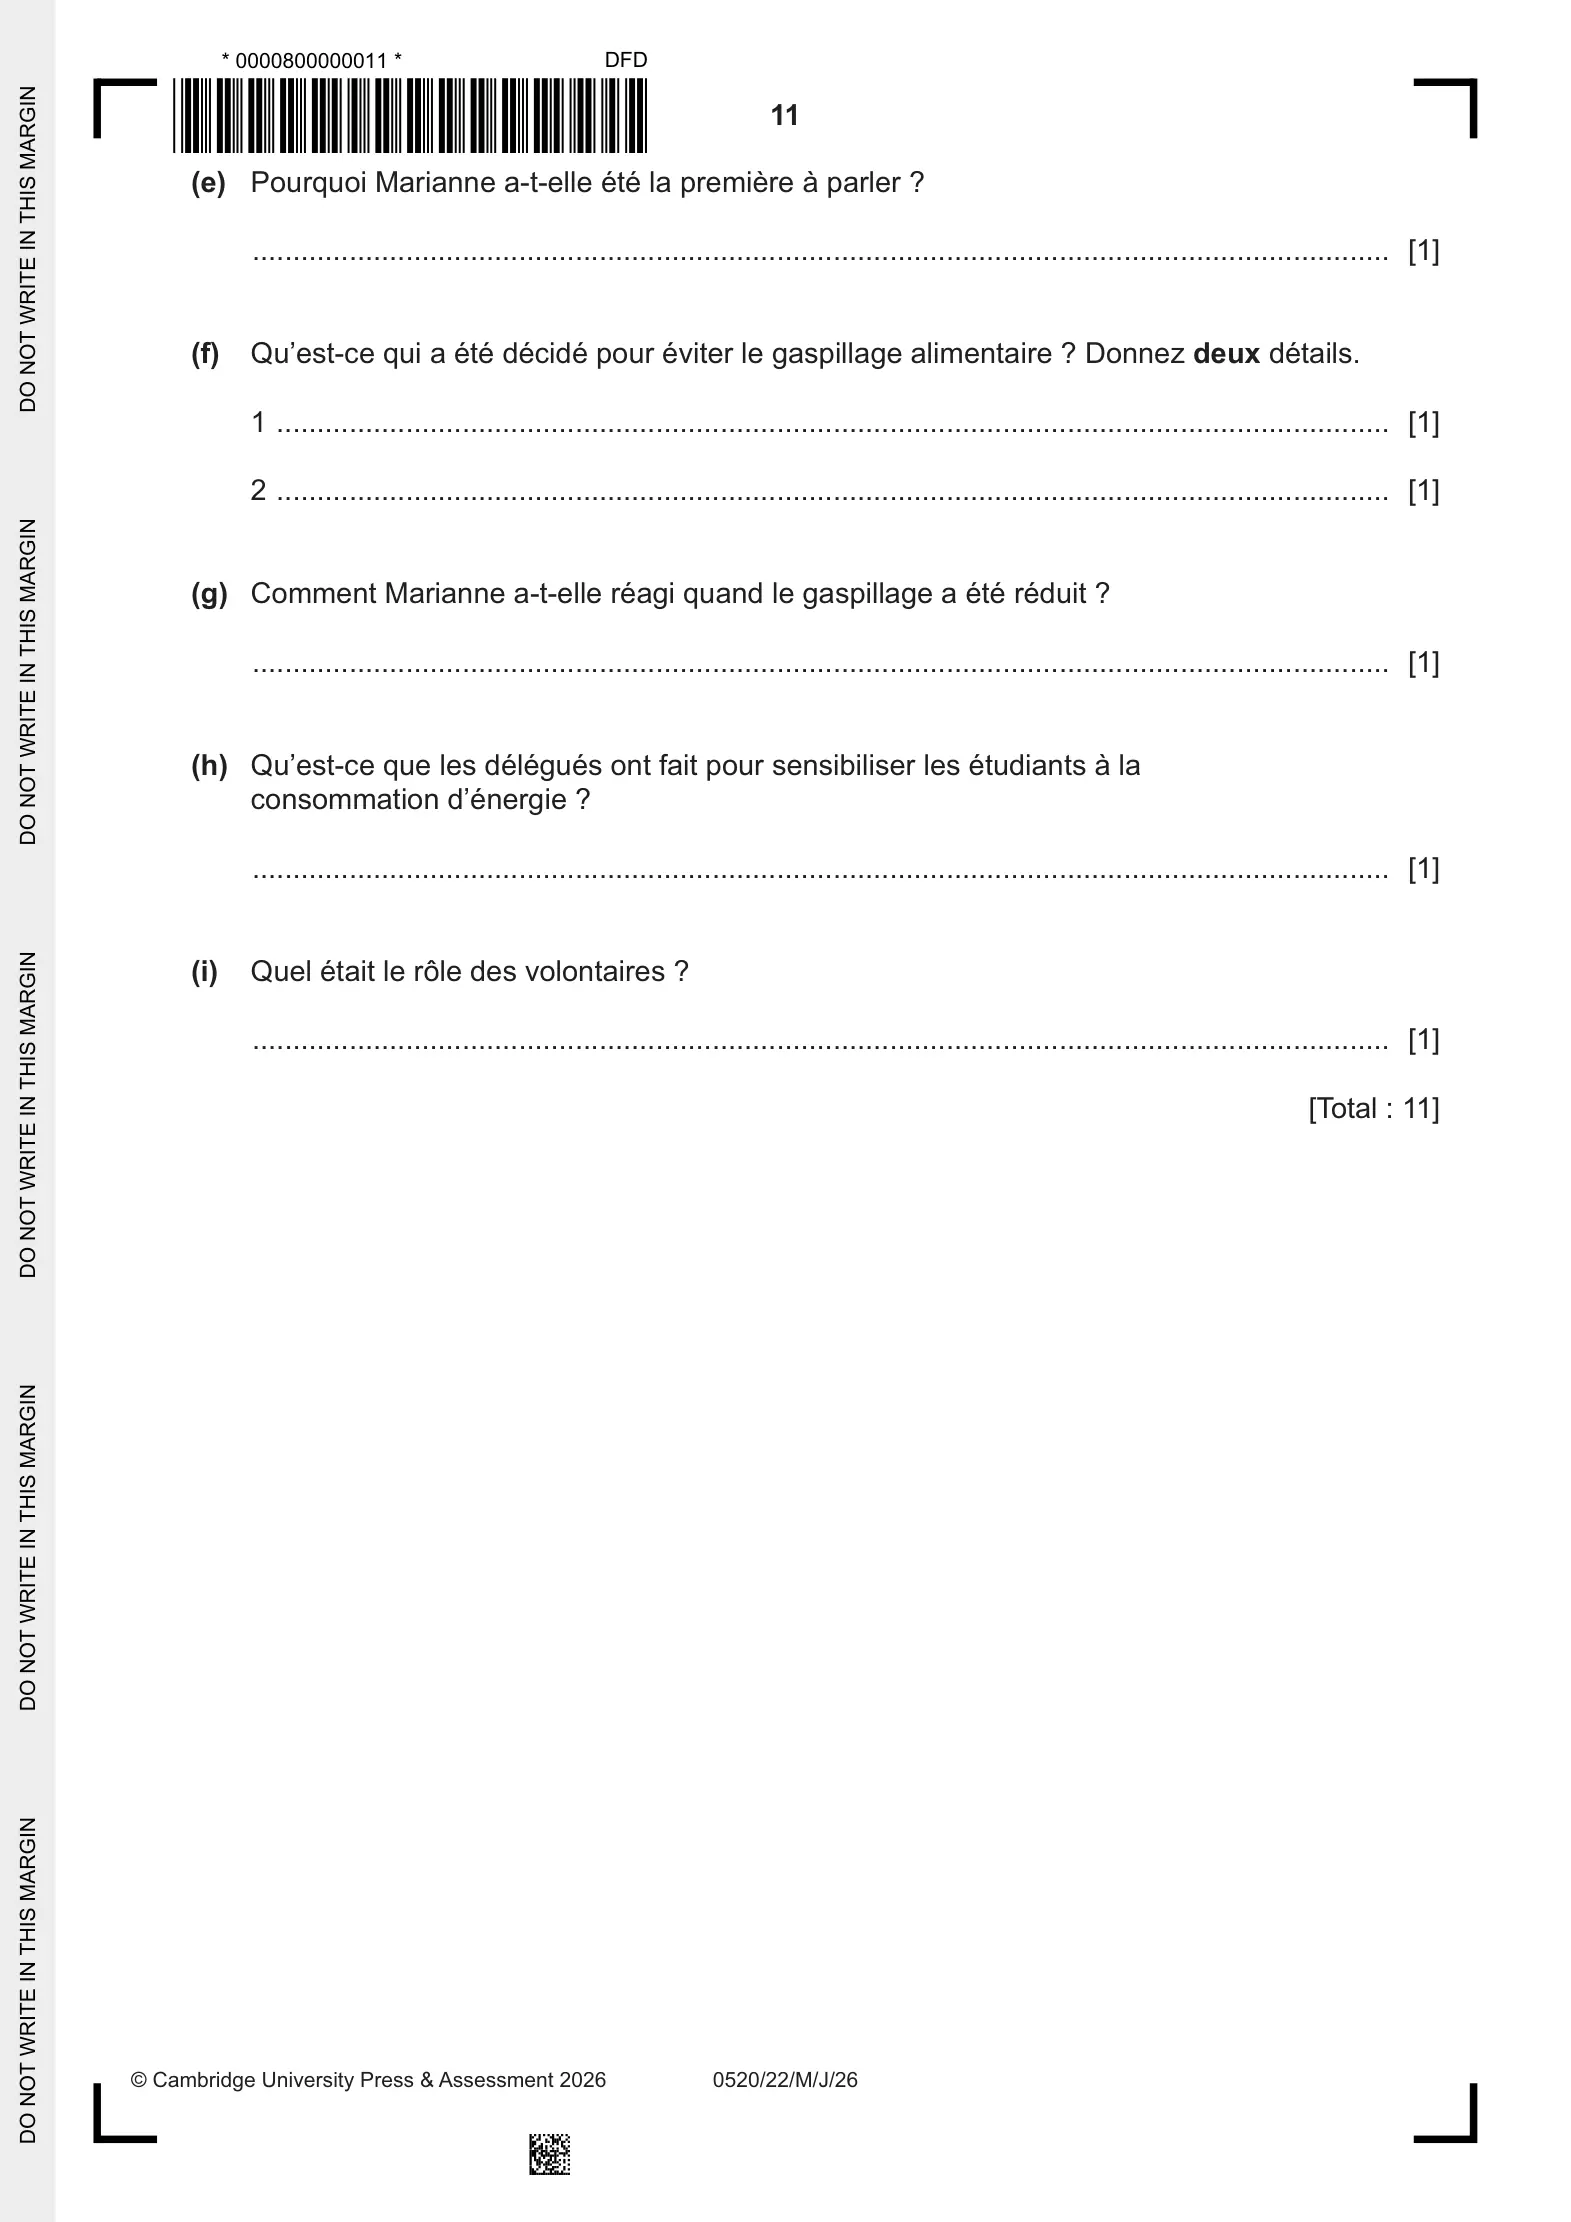 * 0000800000011 *
DFD
11
(e) Pourquoi Marianne a-t-elle été la première à parler ?
.......................................................................................................................................... [1]
(f) Qu’est-ce qui a été décidé pour éviter le gaspillage alimentaire ? Donnez deux détails.
1 ....................................................................................................................................... [1]
2 ....................................................................................................................................... [1]
(g) Comment Marianne a-t-elle réagi quand le gaspillage a été réduit ?
.......................................................................................................................................... [1]
(h) Qu’est-ce que les délégués ont fait pour sensibiliser les étudiants à la
consommation d’énergie ?
.......................................................................................................................................... [1]
(i) Quel était le rôle des volontaires ?
.......................................................................................................................................... [1]
[Total : 11]
© Cambridge University Press & Assessment 2026
0520/22/M/J/26
DO NOT WRITE IN THIS MARGIN
DO NOT WRITE IN THIS MARGIN
DO NOT WRITE IN THIS MARGIN
DO NOT WRITE IN THIS MARGIN
DO NOT WRITE IN THIS MARGIN